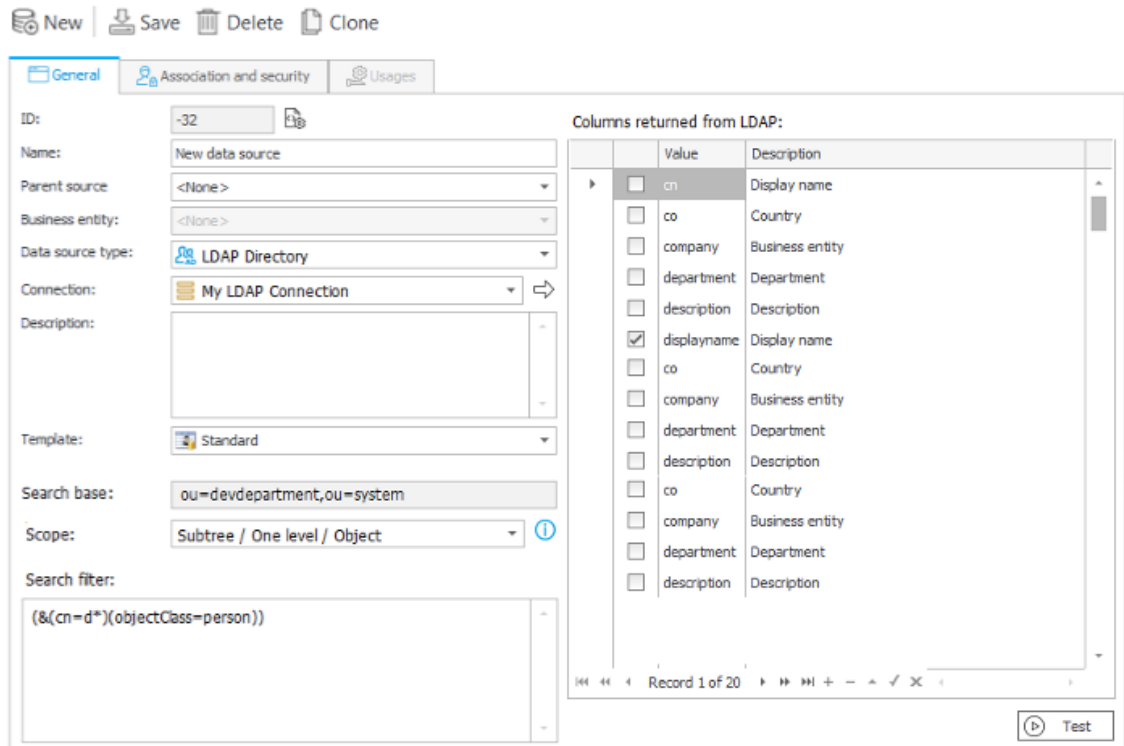 New Save Delete Clone
General Association and security Usages
ID: -32
Name: New data source
Parent source <None>
Business entity: <None>
Data source type: LDAP Directory
Connection: My LDAP Connection
Description:
Template: Standard
Search base: ou=devdepartment,ou=system
Scope: Subtree / One level / Object
Search filter:
(&(cn=d*)(objectClass=person))
Columns returned from LDAP:
Value Description
cn Display name
co Country
company Business entity
department Department
description Description
displayname Display name
co Country
company Business entity
department Department
description Description
co Country
company Business entity
department Department
description Description
Record 1 of 20
Test